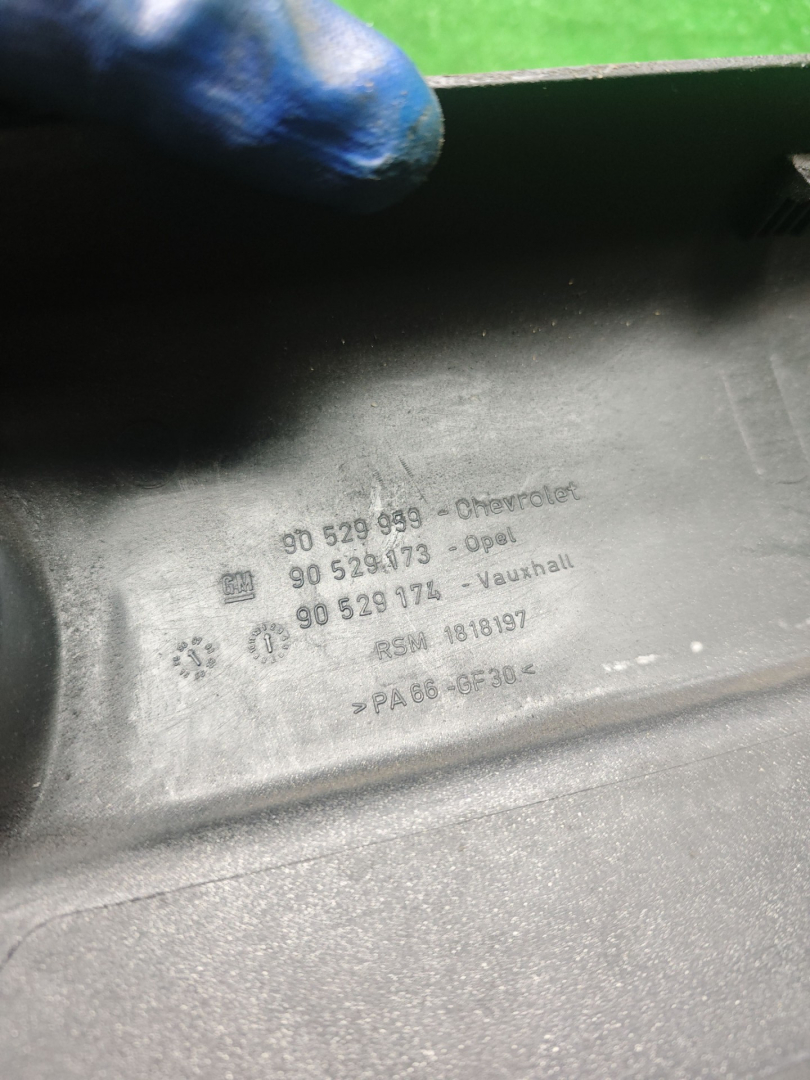 90 529 959 - Chevrolet
90 529 173 - Opel
GM
90 529 174 - Vauxhall
RSM 1818197
>PA 66-GF30<